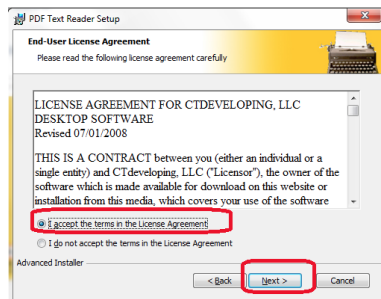 PDF Text Reader Setup
End-User License Agreement
Please read the following license agreement carefully
LICENSE AGREEMENT FOR CTDEVELOPING, LLC
DESKTOP SOFTWARE
Revised 07/01/2008
THIS IS A CONTRACT between you (either an individual or a
single entity) and CTdeveloping, LLC ("Licensor"), the owner of the
software which is made available for download on this website or
installation from this media, which covers your use of the software
I accept the terms in the License Agreement
I do not accept the terms in the License Agreement
Advanced Installer
< Back Next > Cancel